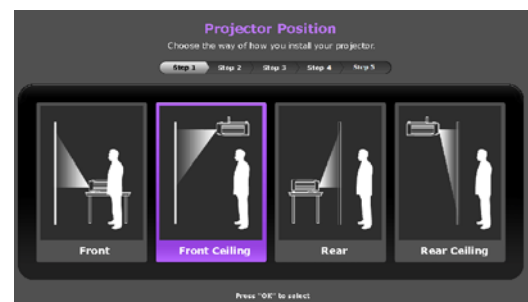 Projector Position
Choose the way of how you install your projector.
Step 1 Step 2 Step 3 Step 4 Step 5
Front Front Ceiling Rear Rear Ceiling
Press "OK" to select